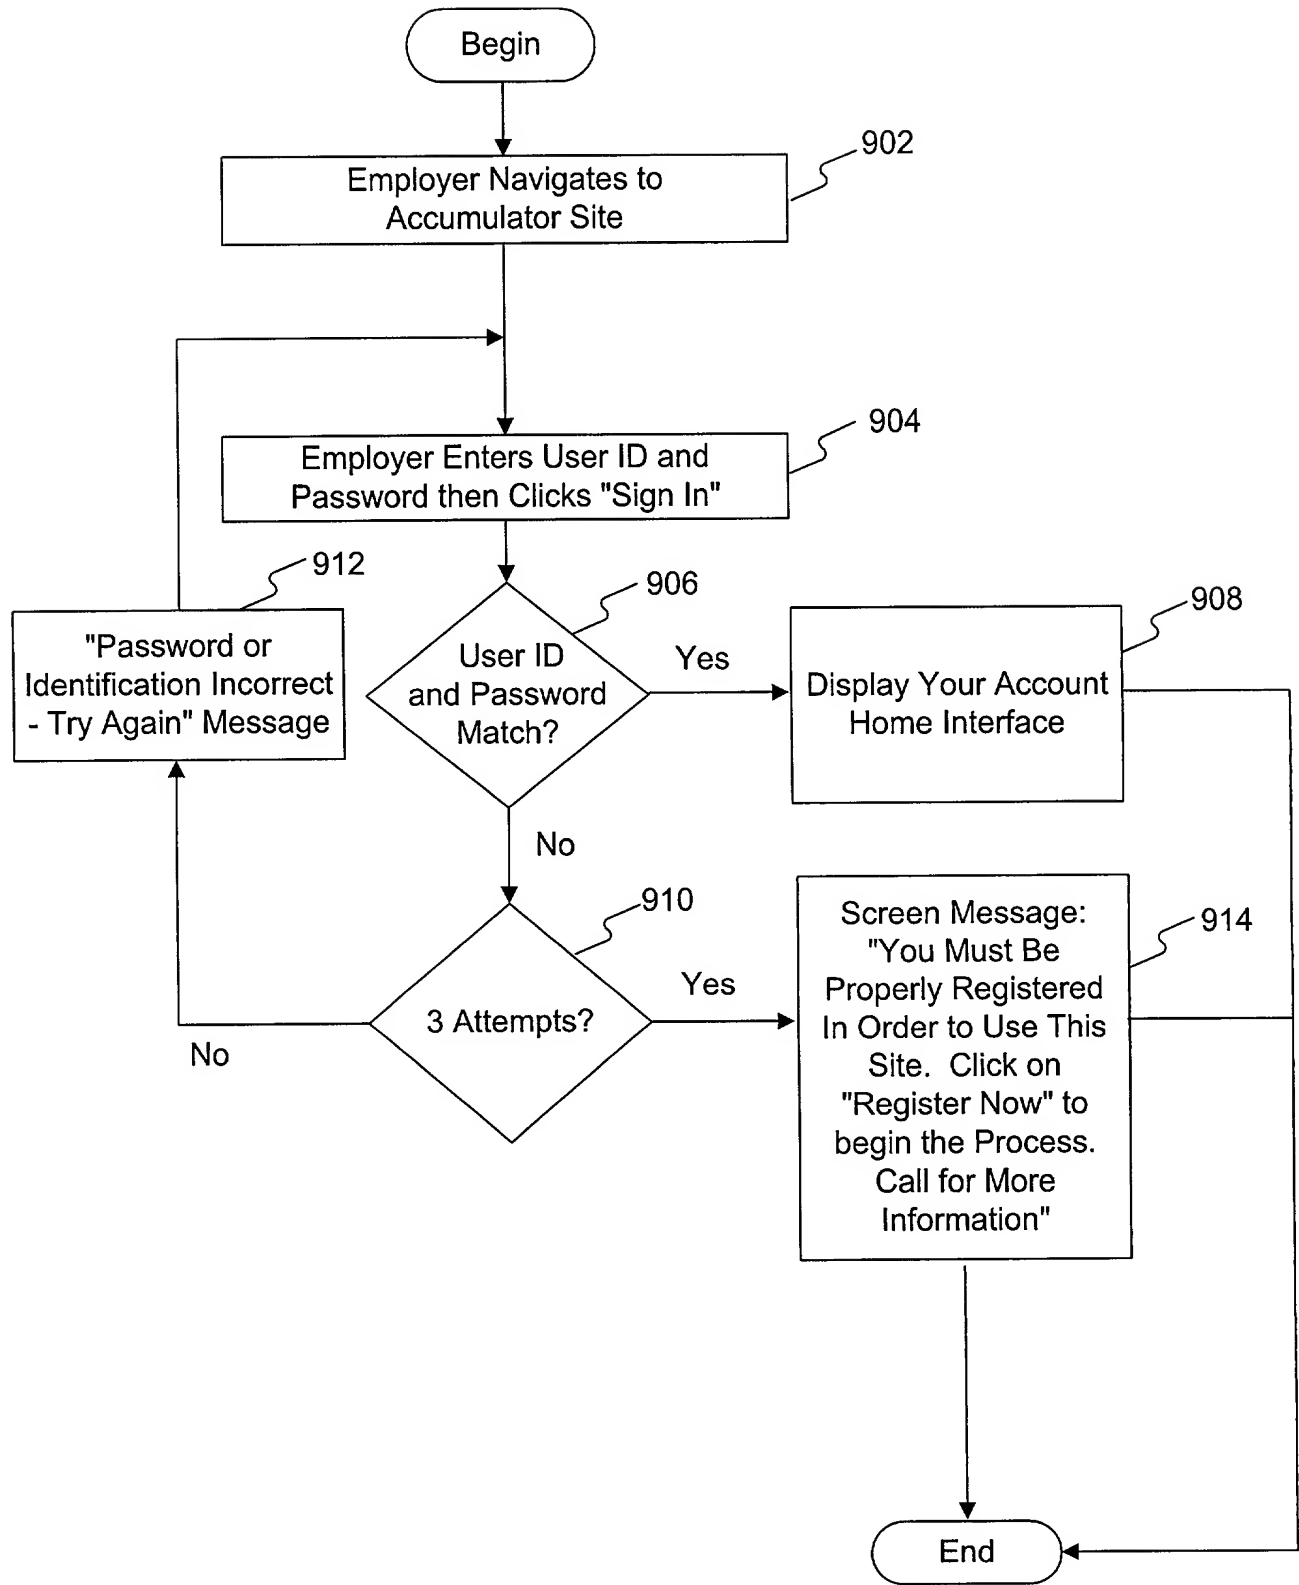 Begin
902
Employer Navigates to
Accumulator Site
904
Employer Enters User ID and
Password then Clicks "Sign In"
912
"Password or
Identification Incorrect
- Try Again" Message
906
User ID
and Password
Match?
Yes
908
Display Your Account
Home Interface
No
910
3 Attempts?
Yes
No
914
Screen Message:
"You Must Be
Properly Registered
In Order to Use This
Site.  Click on
"Register Now" to
begin the Process.
Call for More
Information"
End